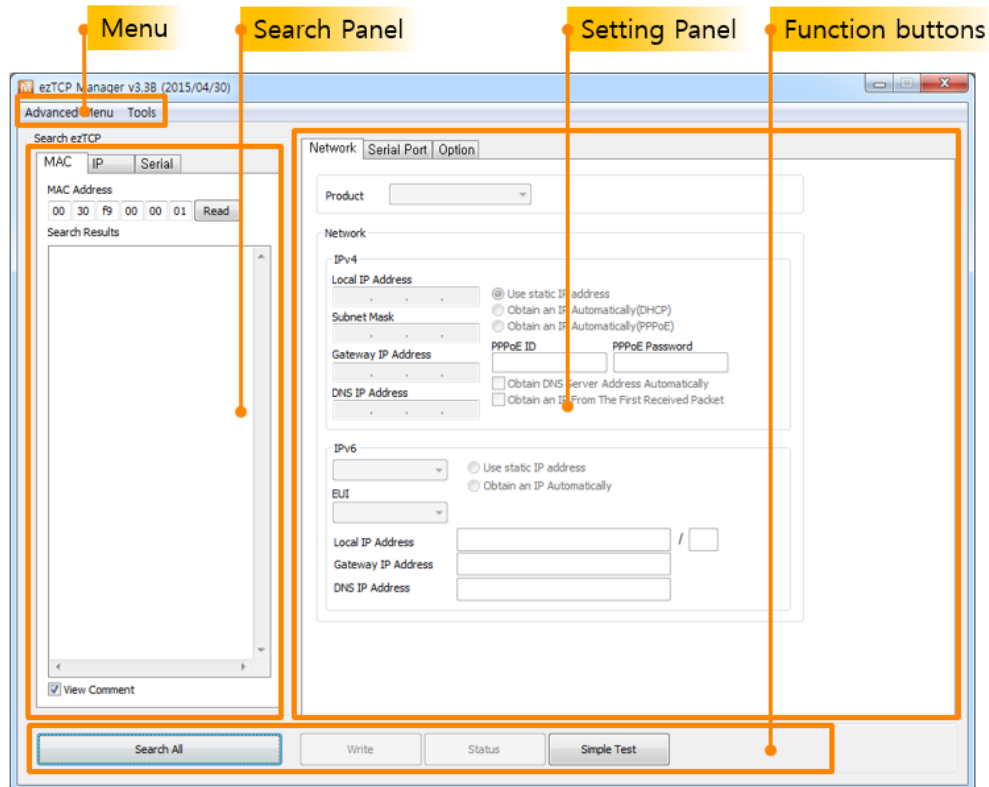 Menu
Search Panel
Setting Panel
Function buttons
ezTCP Manager v3.3B (2015/04/30)
Advanced Menu Tools
Search ezTCP
MAC IP Serial
MAC Address
00 30 f9 00 00 01 Read
Search Results
View Comment
Network Serial Port Option
Product
Network
IPv4
Local IP Address
Use static IP address
Obtain an IP Automatically(DHCP)
Subnet Mask
Obtain an IP Automatically(PPPoE)
PPPoE ID PPPoE Password
Gateway IP Address
Obtain DNS Server Address Automatically
DNS IP Address
Obtain an IP From The First Received Packet
IPv6
Use static IP address
Obtain an IP Automatically
EUI
Local IP Address /
Gateway IP Address
DNS IP Address
Search All Write Status Simple Test